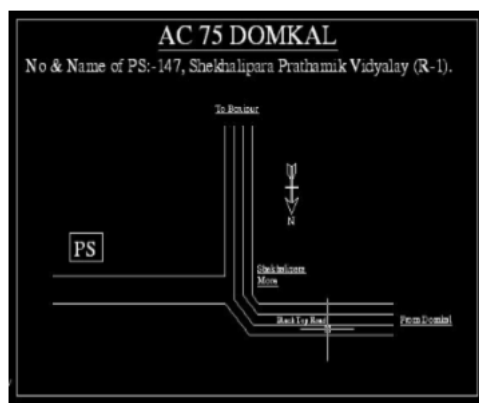 AC 75 DOMKAL
No & Name of PS:-147, Shekhalipara Prathamik Vidyalay (R-1).
To
N
PS
Shekhalipara
More
Black Top Road
From Domkal